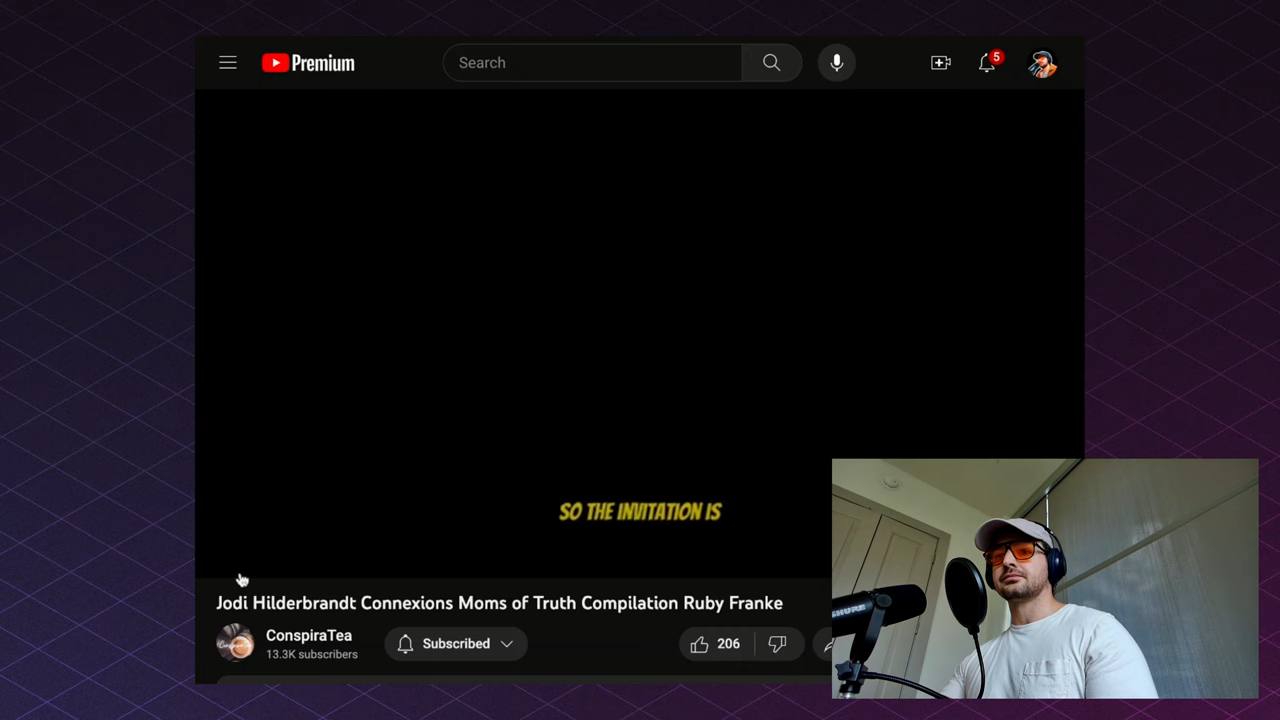 Premium
Search
5
SO THE INVITATION IS
Jodi Hilderbrandt Connexions Moms of Truth Compilation Ruby Franke
ConspiraTea
13.3K subscribers
Subscribed
206
SHURE